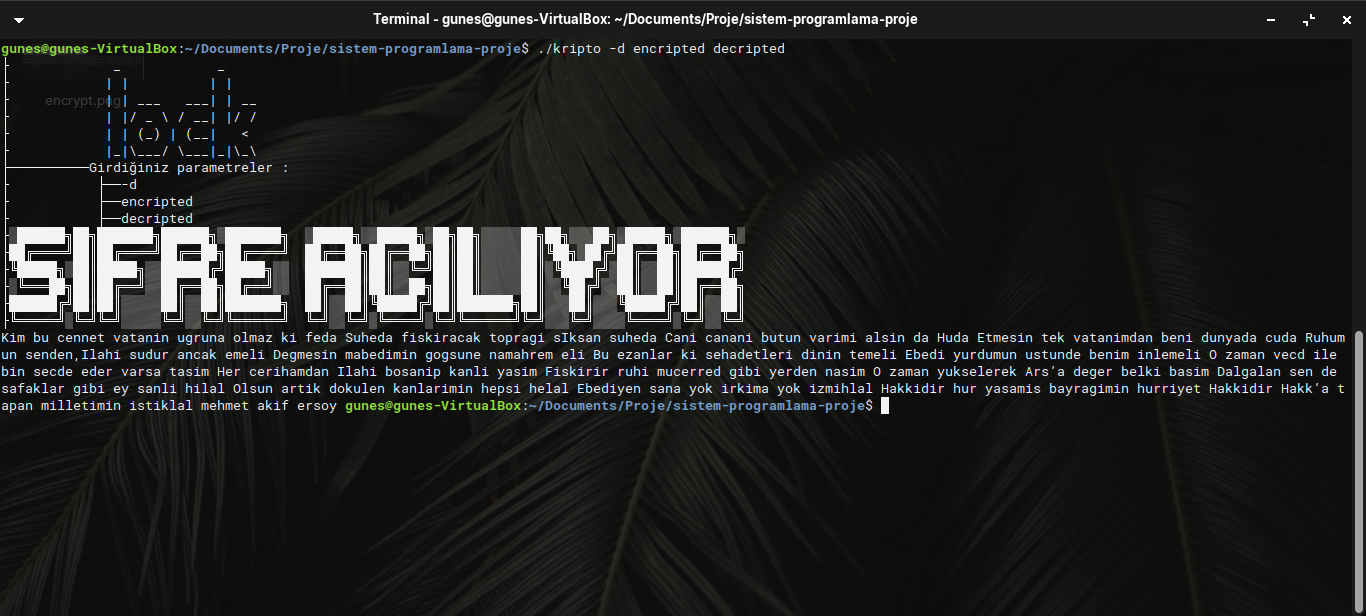 Terminal - gunes@gunes-VirtualBox: ~/Documents/Proje/sistem-programlama-proje
gunes@gunes-VirtualBox:~/Documents/Proje/sistem-programlama-proje$ ./kripto -d encripted decripted
encrypt.png
lock
Girdiğiniz parametreler :
-d
encripted
decripted
SIFRE ACILIYOR
Kim bu cennet vatanin ugruna olmaz ki feda Suheda fiskiracak topragi sIksan suheda Cani canani butun varimi alsin da Huda Etmesin tek vatanimdan beni dunyada cuda Ruhum
un senden,Ilahi sudur ancak emeli Degmesin mabedimin gogsune namahrem eli Bu ezanlar ki sehadetleri dinin temeli Ebedi yurdumun ustunde benim inlemeli O zaman vecd ile
bin secde eder varsa tasim Her cerihamdan Ilahi bosanip kanli yasim Fiskirir ruhi mucerred gibi yerden nasim O zaman yukselerek Ars’a deger belki basim Dalgalan sen de
safaklar gibi ey sanli hilal Olsun artik dokulen kanlarimin hepsi helal Ebediyen sana yok irkima yok izmihlal Hakkidir hur yasamis bayragimin hurriyet Hakkidir Hakk’a t
apan milletimin istiklal mehmet akif ersoy gunes@gunes-VirtualBox:~/Documents/Proje/sistem-programlama-proje$